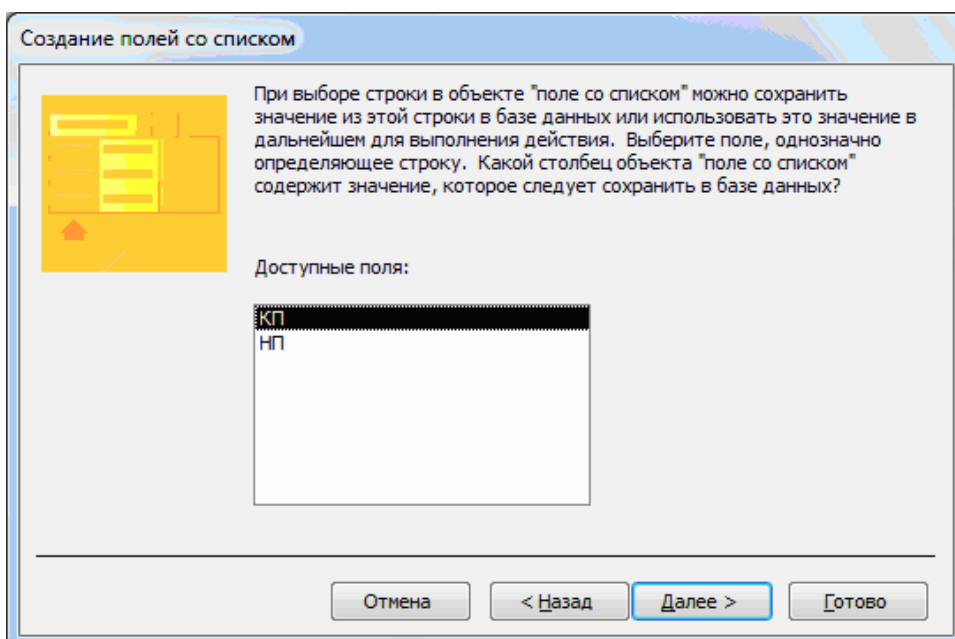 Создание полей со списком
При выборе строки в объекте "поле со списком" можно сохранить
значение из этой строки в базе данных или использовать это значение в
дальнейшем для выполнения действия. Выберите поле, однозначно
определяющее строку. Какой столбец объекта "поле со списком"
содержит значение, которое следует сохранить в базе данных?
Доступные поля:
КП
НП
Отмена
< Назад
Далее >
Готово